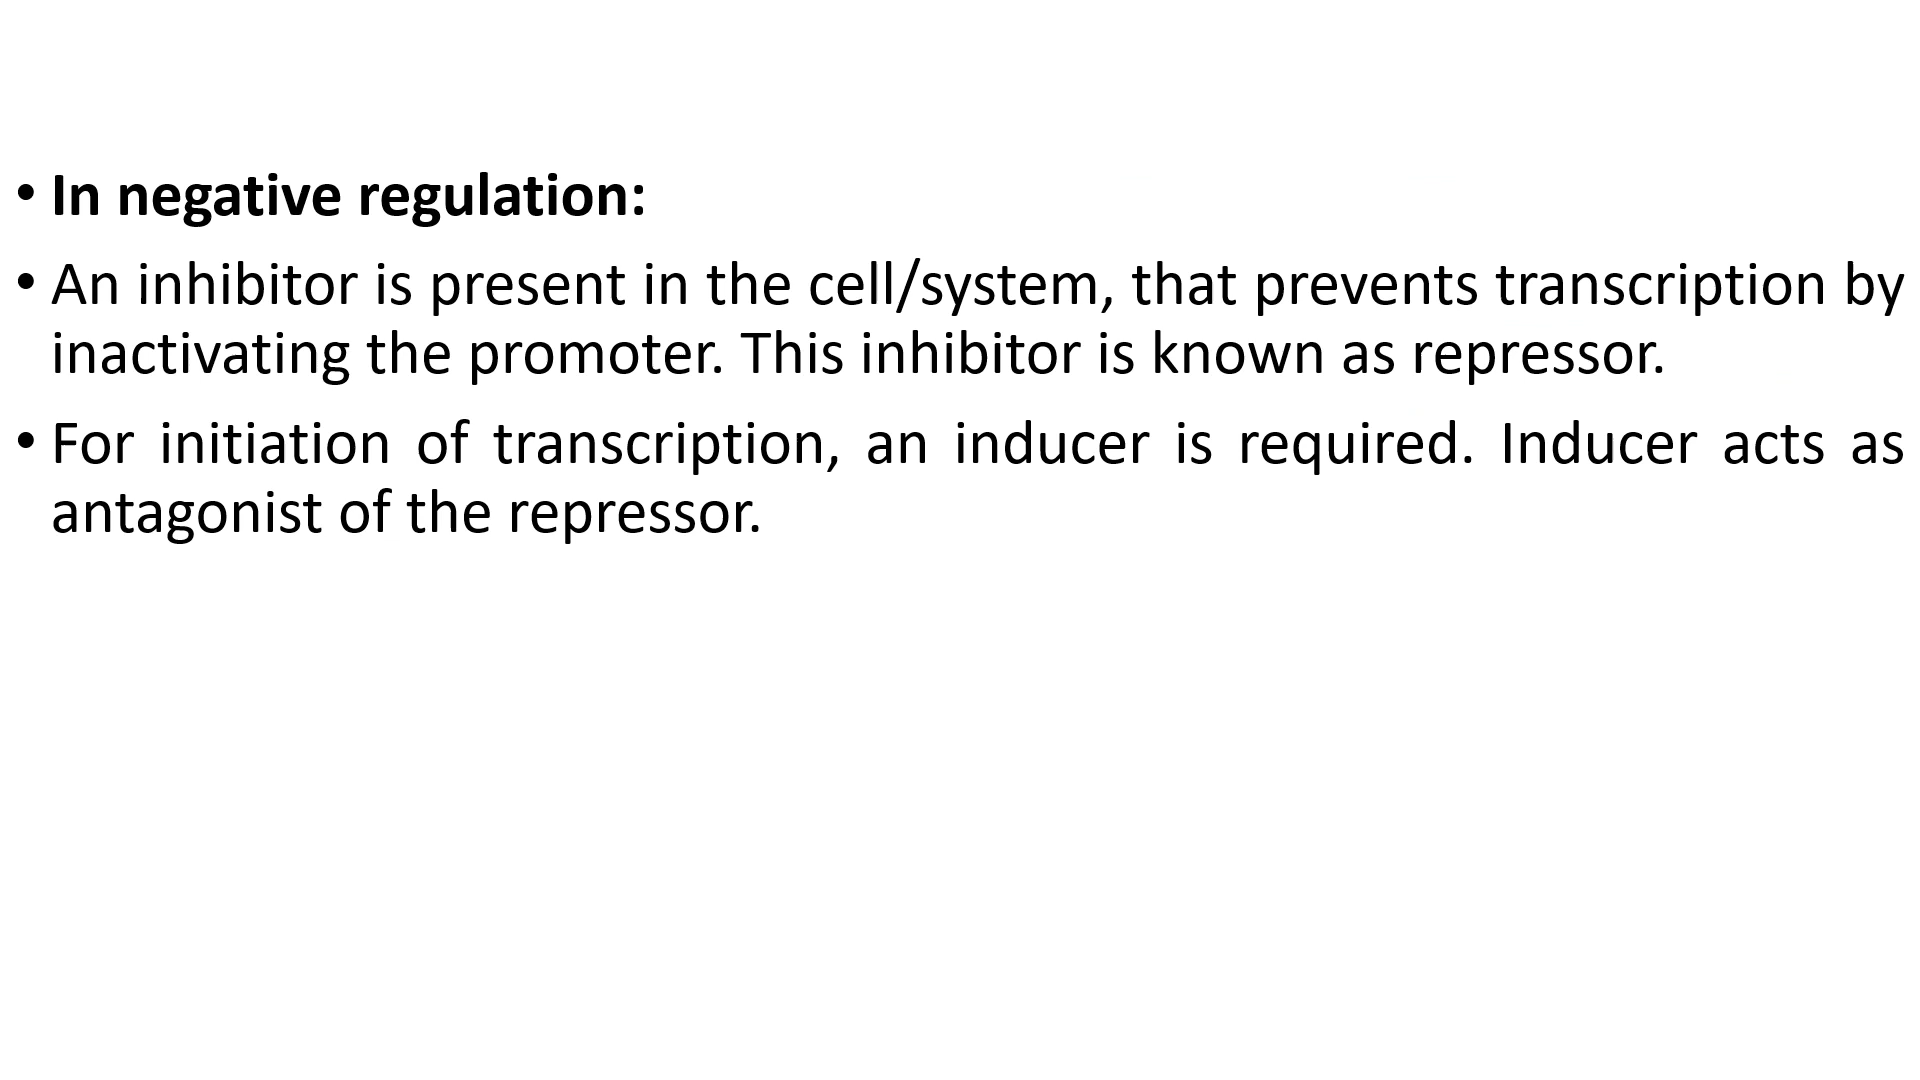 • In negative regulation:
• An inhibitor is present in the cell/system, that prevents transcription by
inactivating the promoter. This inhibitor is known as repressor.
• For initiation of transcription, an inducer is required. Inducer acts as
antagonist of the repressor.